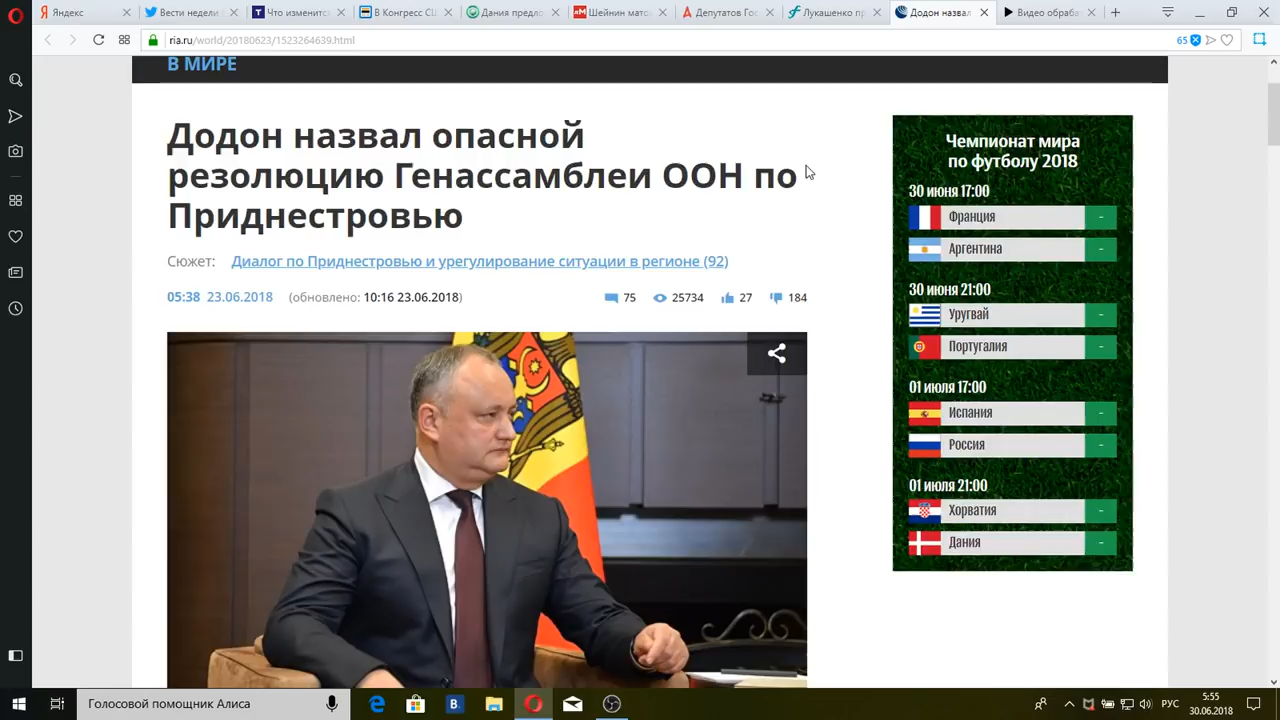 Яндекс
Вести недели
Что изменится
В Конгресс СШ
Дания предло
Шейнин мато
Депутатов Гос
Лукашенко пр
Додон назвал
Видео обраба
ria.ru/world/20180623/1523264639.html
65
В МИРЕ
Додон назвал опасной
резолюцию Генассамблеи ООН по
Приднестровью
Сюжет: Диалог по Приднестровью и урегулирование ситуации в регионе (92)
05:38 23.06.2018 (обновлено: 10:16 23.06.2018)
75 25734 27 184
Чемпионат мира
по футболу 2018
30 июня 17:00
Франция -
Аргентина -
30 июня 21:00
Уругвай -
Португалия -
01 июля 17:00
Испания -
Россия -
01 июля 21:00
Хорватия -
Дания -
Голосовой помощник Алиса
РУС
5:55
30.06.2018